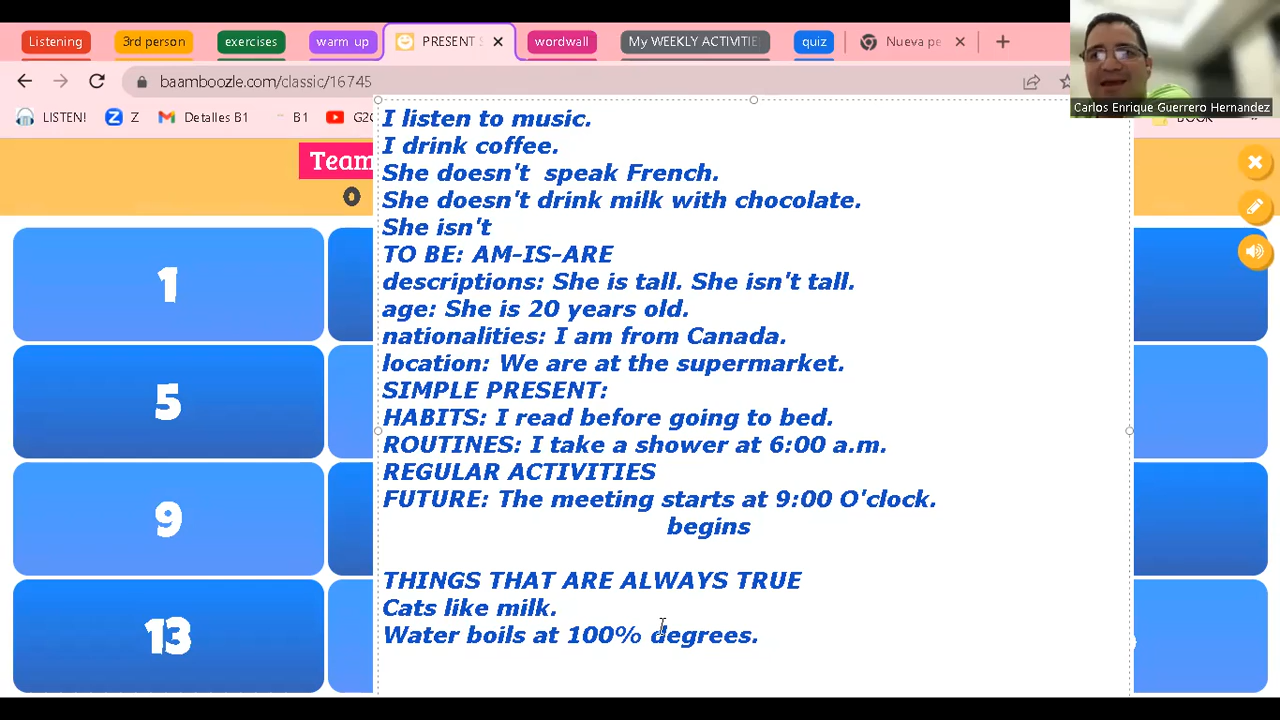 Listening 3rd person exercises warm up PRESENT S wordwall My WEEKLY ACTIVITIE quiz Nueva pe
baamboozle.com/classic/16745
LISTEN! Z Detalles B1 B1 G2G BOOK
Carlos Enrique Guerrero Hernandez
Team
0
1
5
9
13
I listen to music.
I drink coffee.
She doesn't speak French.
She doesn't drink milk with chocolate.
She isn't
TO BE: AM-IS-ARE
descriptions: She is tall. She isn't tall.
age: She is 20 years old.
nationalities: I am from Canada.
location: We are at the supermarket.
SIMPLE PRESENT:
HABITS: I read before going to bed.
ROUTINES: I take a shower at 6:00 a.m.
REGULAR ACTIVITIES
FUTURE: The meeting starts at 9:00 O'clock.
begins
THINGS THAT ARE ALWAYS TRUE
Cats like milk.
Water boils at 100% degrees.